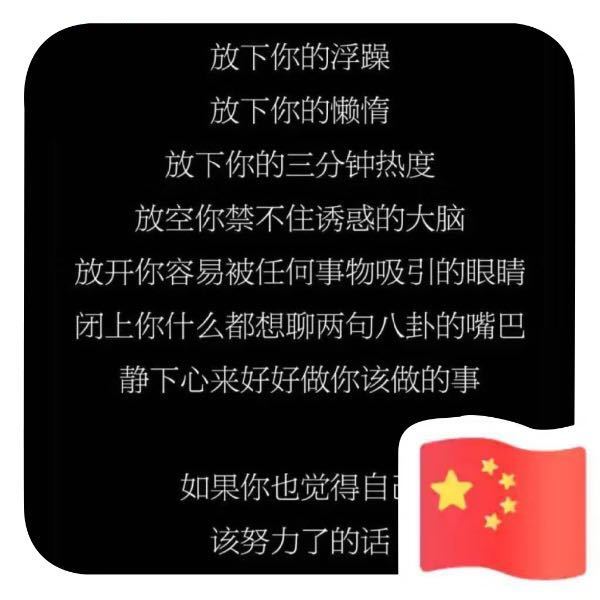 放下你的浮躁
放下你的懒惰
放下你的三分钟热度
放空你禁不住诱惑的大脑
放开你容易被任何事物吸引的眼睛
闭上你什么都想聊两句八卦的嘴巴
静下心来好好做你该做的事
如果你也觉得自己
该努力了的话